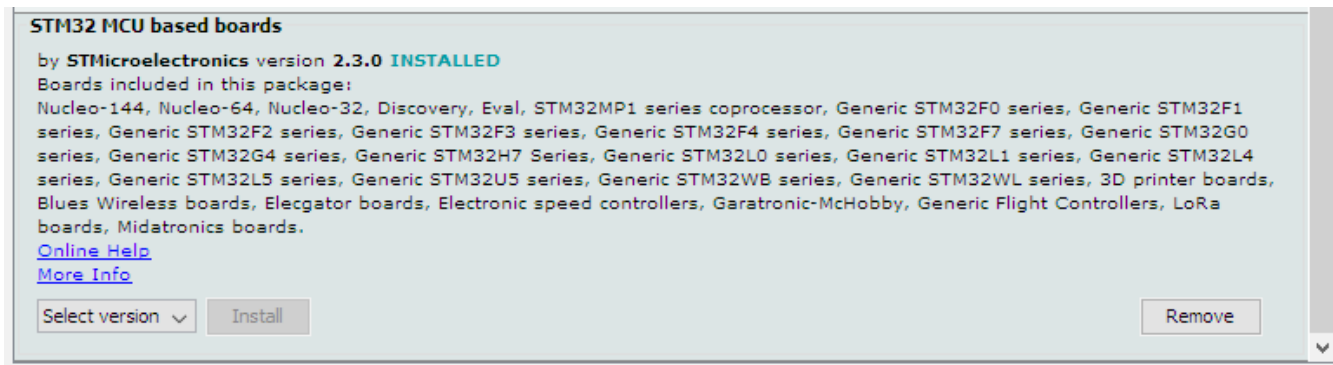 STM32 MCU based boards
by STMicroelectronics version 2.3.0 INSTALLED
Boards included in this package:
Nucleo-144, Nucleo-64, Nucleo-32, Discovery, Eval, STM32MP1 series coprocessor, Generic STM32F0 series, Generic STM32F1
series, Generic STM32F2 series, Generic STM32F3 series, Generic STM32F4 series, Generic STM32F7 series, Generic STM32G0
series, Generic STM32G4 series, Generic STM32H7 Series, Generic STM32L0 series, Generic STM32L1 series, Generic STM32L4
series, Generic STM32L5 series, Generic STM32U5 series, Generic STM32WB series, Generic STM32WL series, 3D printer boards,
Blues Wireless boards, Elecgator boards, Electronic speed controllers, Garatronic-McHobby, Generic Flight Controllers, LoRa
boards, Midatronics boards.
Online Help
More Info
Select version Install Remove